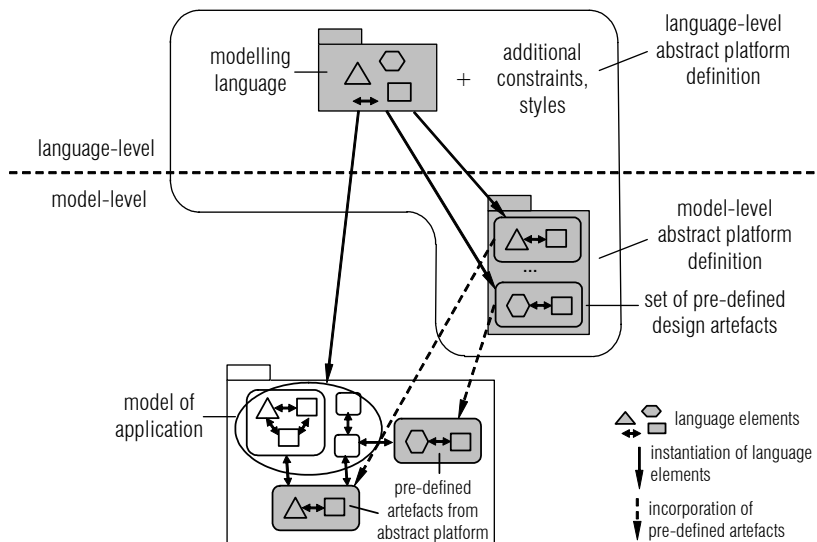 modelling
language
+
additional
constraints,
styles
language-level
abstract platform
definition
language-level
model-level
model-level
abstract platform
definition
...
set of pre-defined
design artefacts
model of
application
pre-defined
artefacts from
abstract platform
language elements
instantiation of language
elements
incorporation of
pre-defined artefacts